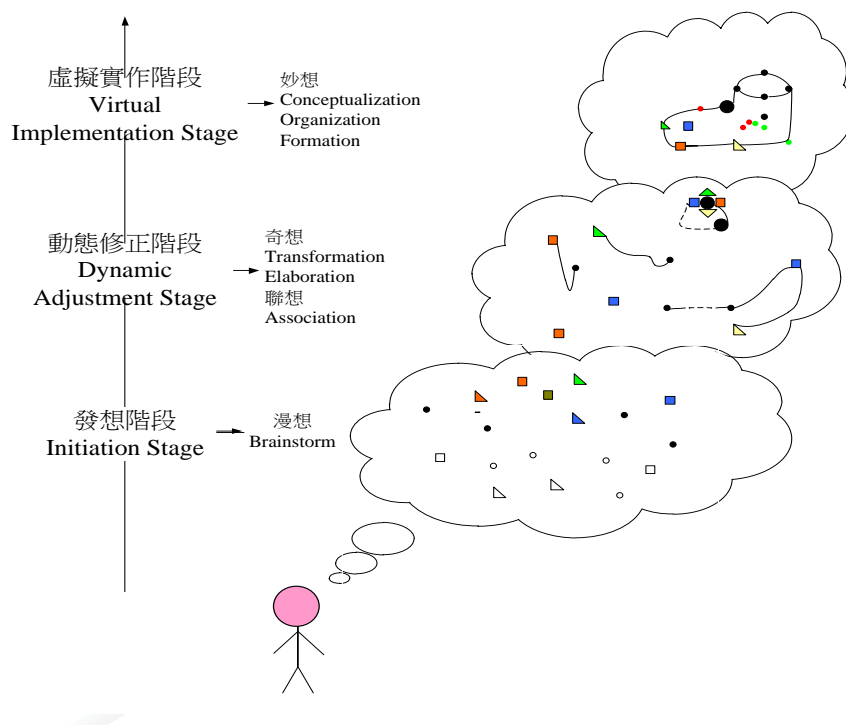 虛擬實作階段
Virtual
Implementation Stage
妙想
Conceptualization
Organization
Formation
動態修正階段
Dynamic
Adjustment Stage
奇想
Transformation
Elaboration
聯想
Association
發想階段
Initiation Stage
漫想
Brainstorm